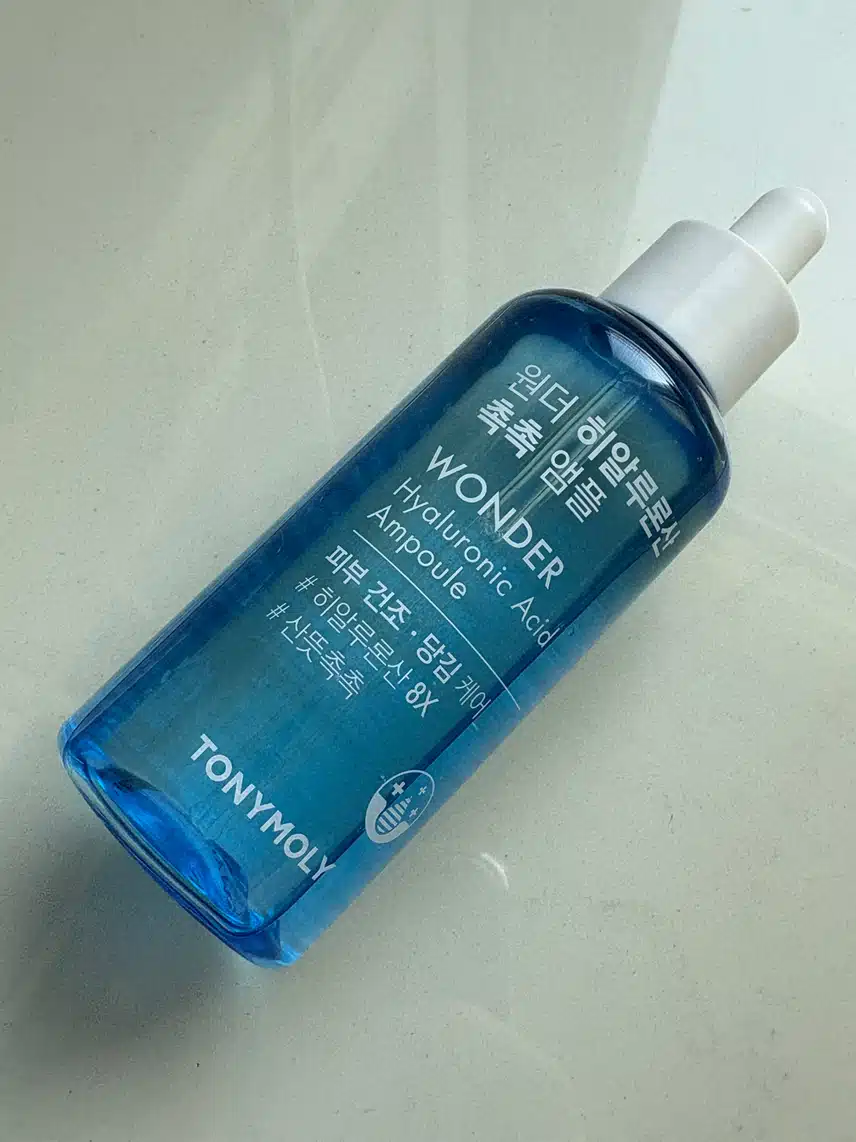 원더 히알루론산
촉촉 앰플
WONDER
Hyaluronic Acid
Ampoule
피부 건조·당김 케어
#히알루론산 8X
#산뜻촉촉
TONYMOLY